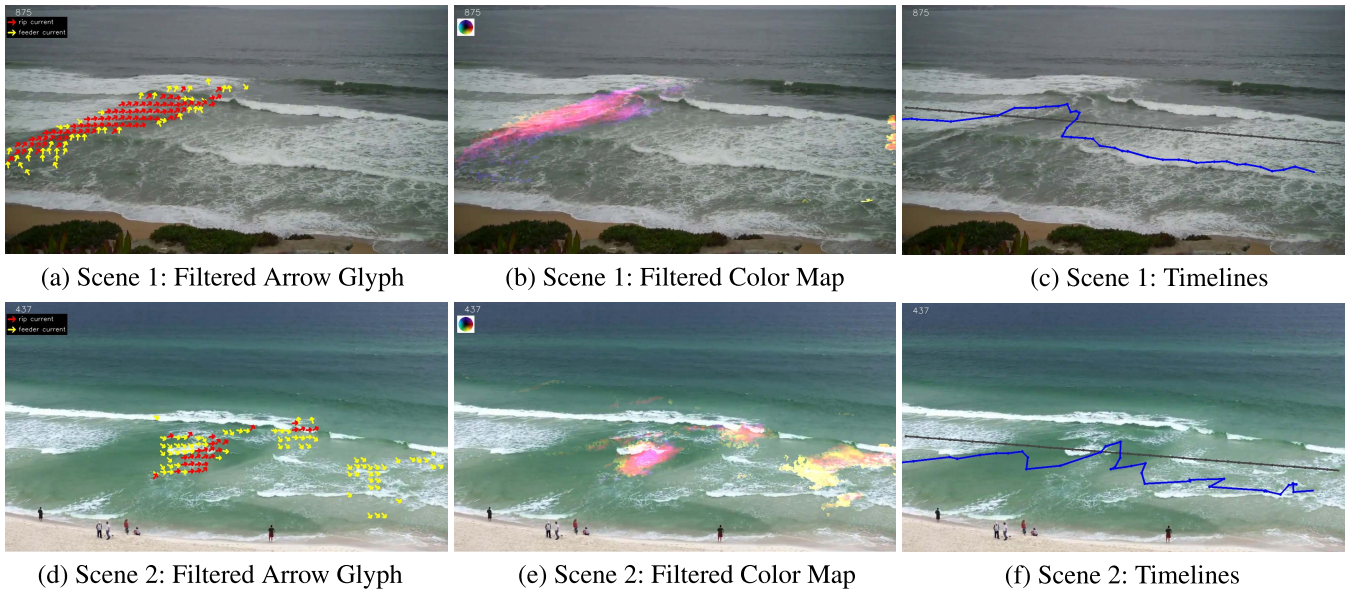 875
rip current
feeder current
875
875
(a) Scene 1: Filtered Arrow Glyph
(b) Scene 1: Filtered Color Map
(c) Scene 1: Timelines
437
rip current
feeder current
437
437
(d) Scene 2: Filtered Arrow Glyph
(e) Scene 2: Filtered Color Map
(f) Scene 2: Timelines